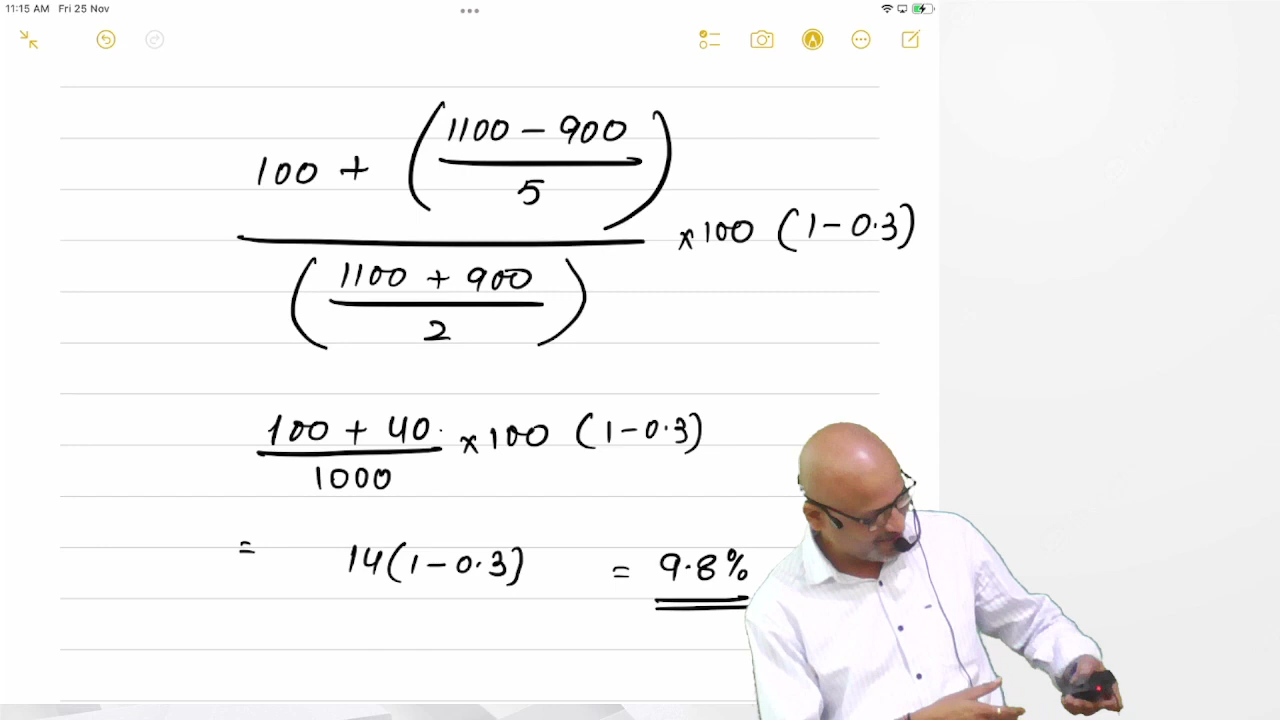 11:15 AM Fri 25 Nov
100 + (1100 - 900 / 5)
× 100 (1 - 0.3)
(1100 + 900 / 2)
100 + 40 / 1000 × 100 (1 - 0.3)
= 14 (1 - 0.3) = 9.8%